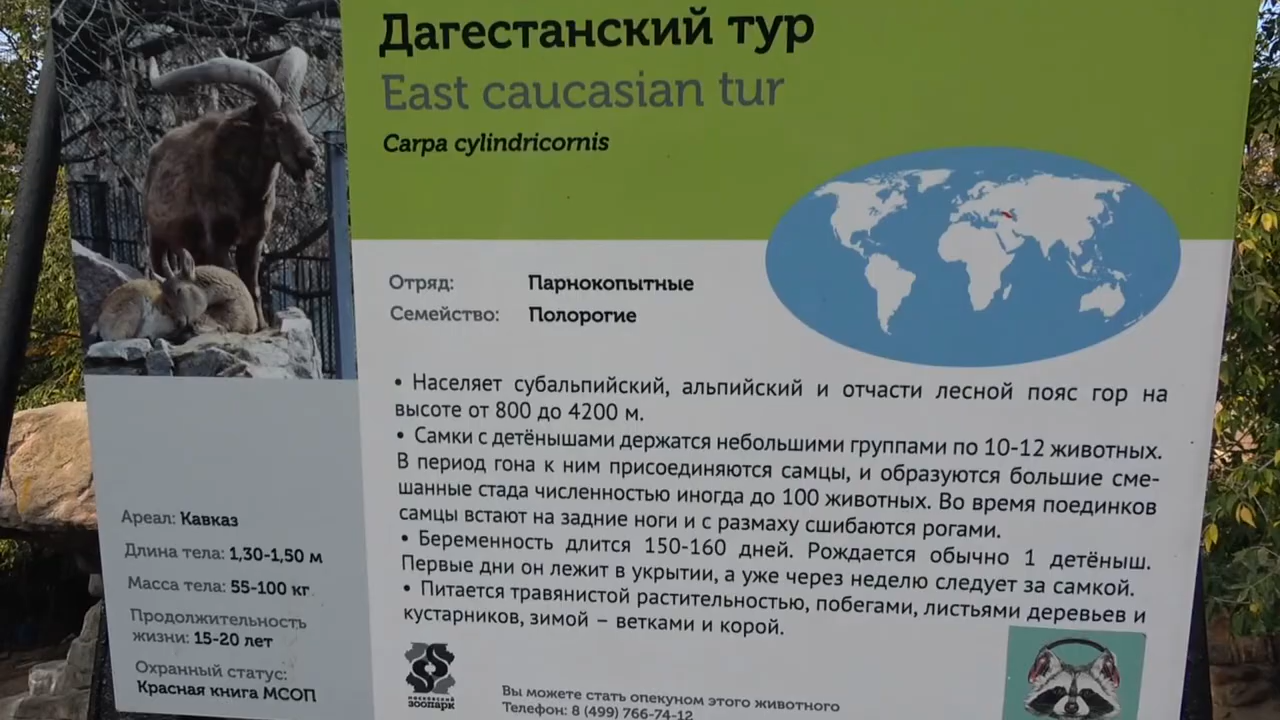 Дагестанский тур
East caucasian tur
Carpa cylindricornis
Отряд: Парнокопытные
Семейство: Полорогие
• Населяет субальпийский, альпийский и отчасти лесной пояс гор на
высоте от 800 до 4200 м.
• Самки с детёнышами держатся небольшими группами по 10-12 животных.
В период гона к ним присоединяются самцы, и образуются большие сме-
шанные стада численностью иногда до 100 животных. Во время поединков
самцы встают на задние ноги и с размаху сшибаются рогами.
• Беременность длится 150-160 дней. Рождается обычно 1 детёныш.
Первые дни он лежит в укрытии, а уже через неделю следует за самкой.
• Питается травянистой растительностью, побегами, листьями деревьев и
кустарников, зимой – ветками и корой.
Ареал: Кавказ
Длина тела: 1,30-1,50 м
Масса тела: 55-100 кг
Продолжительность
жизни: 15-20 лет
Охранный статус:
Красная книга МСОП
московский
зоопарк
Вы можете стать опекуном этого животного
Телефон: 8 (499) 766-74-12